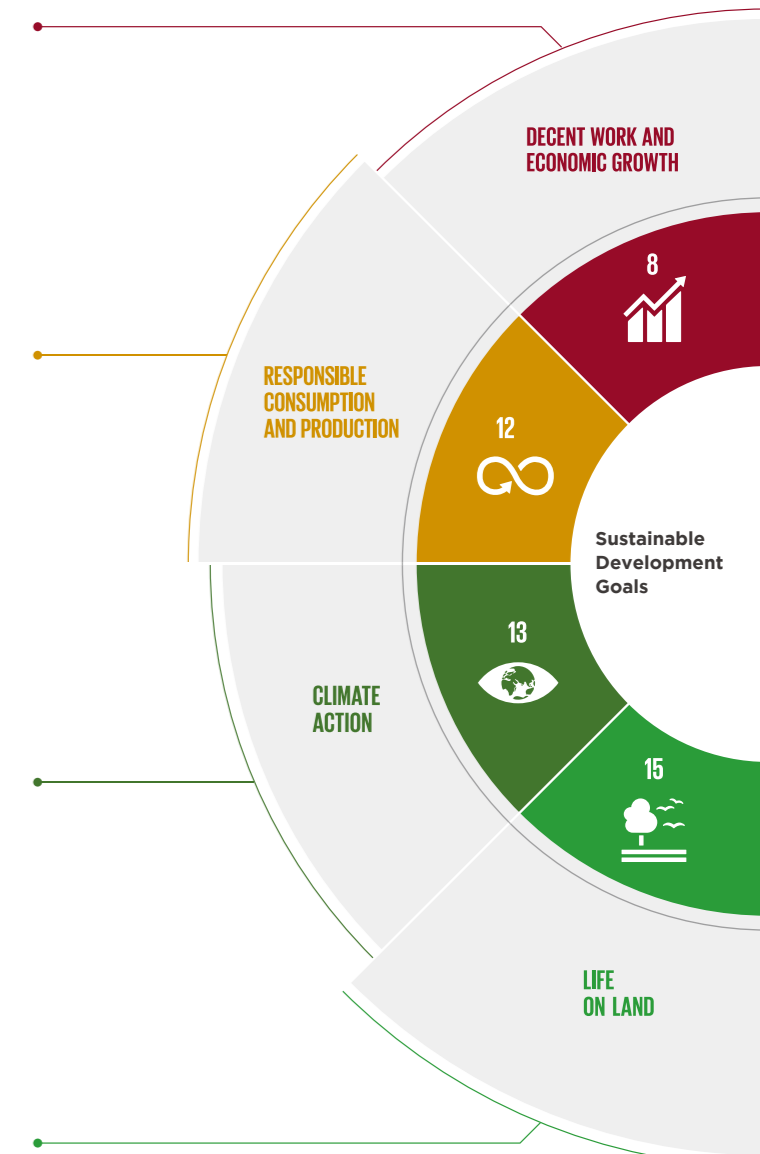 DECENT WORK AND
ECONOMIC GROWTH
8
RESPONSIBLE
CONSUMPTION
AND PRODUCTION
12
Sustainable
Development
Goals
13
CLIMATE
ACTION
15
LIFE
ON LAND